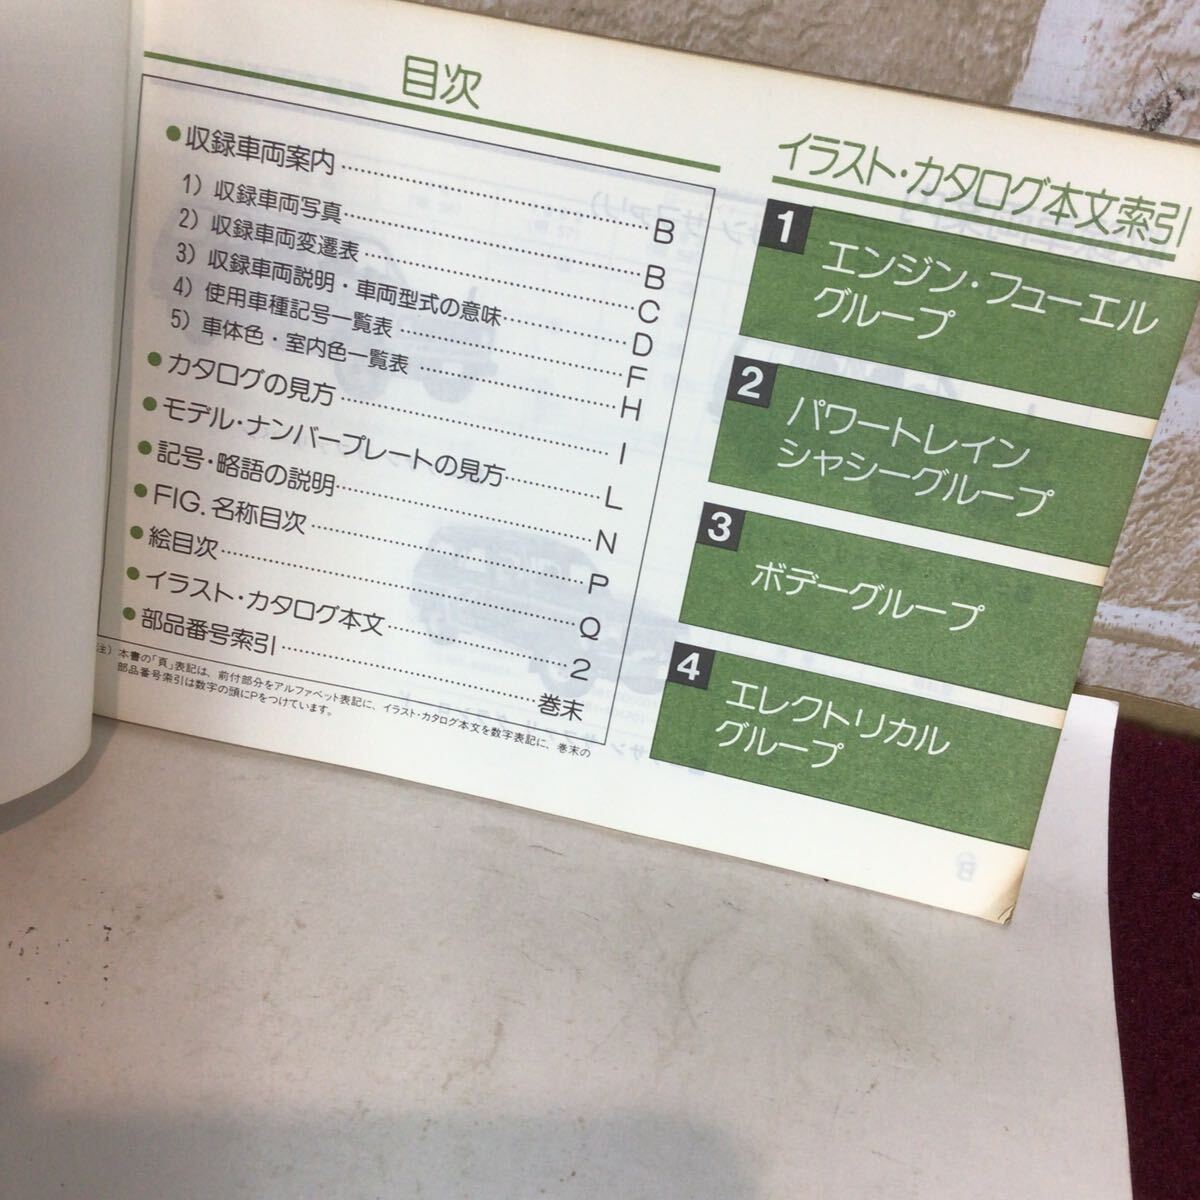 目次
●収録車両案内……B
1）収録車両写真……B
2）収録車両変遷表……C
3）収録車両説明・車両型式の意味……D
4）使用車種記号一覧表……F
5）車体色・室内色一覧表……H
●カタログの見方……I
●モデル・ナンバープレートの見方……L
●記号・略語の説明……N
●FIG.名称目次……P
●絵目次……Q
●イラスト・カタログ本文……2
●部品番号索引……巻末
注）本書の「頁」表記は、前付部分をアルファベット表記に、イラスト・カタログ本文を数字表記に、巻末の
部品番号索引は数字の頭にPをつけています。
イラスト・カタログ本文索引
1
エンジン・フューエル
グループ
2
パワートレイン
シャシーグループ
3
ボデーグループ
4
エレクトリカル
グループ